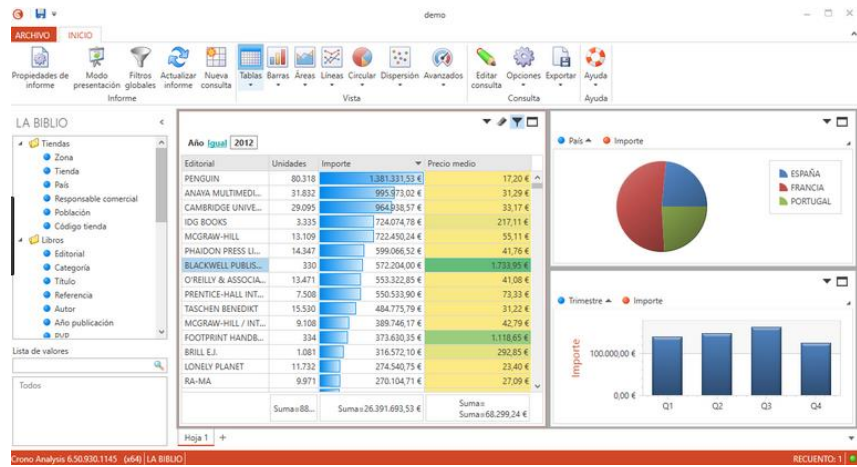 demo
ARCHIVO INICIO
Propiedades de informe
Modo presentación
Filtros globales
Actualizar informe
Nueva consulta
Tablas
Barras
Áreas
Líneas
Circular
Dispersión
Avanzados
Editar consulta
Opciones
Exportar
Ayuda
Informe
Vista
Consulta
Ayuda
LA BIBLIO
Tiendas
Zona
Tienda
País
Responsable comercial
Población
Código tienda
Libros
Editorial
Categoría
Título
Referencia
Autor
Año publicación
PVP
Lista de valores
Todos
Año Igual 2012
Editorial Unidades Importe Precio medio
PENGUIN 80.318 1.381.331,53 € 17,20 €
ANAYA MULTIMEDI... 31.832 995.973,02 € 31,29 €
CAMBRIDGE UNIVE... 29.095 964.938,57 € 33,17 €
IDG BOOKS 3.335 724.074,78 € 217,11 €
MCGRAW-HILL 13.109 722.450,24 € 55,11 €
PHAIDON PRESS LI... 14.347 599.066,52 € 41,76 €
BLACKWELL PUBLIS... 330 572.204,00 € 1.733,95 €
O'REILLY & ASSOCIA... 13.471 553.322,85 € 41,08 €
PRENTICE-HALL INT... 7.508 550.533,90 € 73,33 €
TASCHEN BENEDIKT 15.530 484.775,79 € 31,22 €
MCGRAW-HILL / INT... 9.108 389.746,17 € 42,79 €
FOOTPRINT HANDB... 334 373.630,35 € 1.118,65 €
BRILL E.J. 1.081 316.572,10 € 292,85 €
LONELY PLANET 11.732 274.540,75 € 23,40 €
RA-MA 9.971 270.104,71 € 27,09 €
Suma=88... Suma=26.391.693,53 € Suma= Suma=68.299,24 €
Hoja 1 +
País Importe
ESPAÑA
FRANCIA
PORTUGAL
Trimestre Importe
Importe
100.000,00 €
0,00 €
Q1 Q2 Q3 Q4
Crono Analysis 6.50.930.1145 (x64) LA BIBLIO
RECUENTO: 1